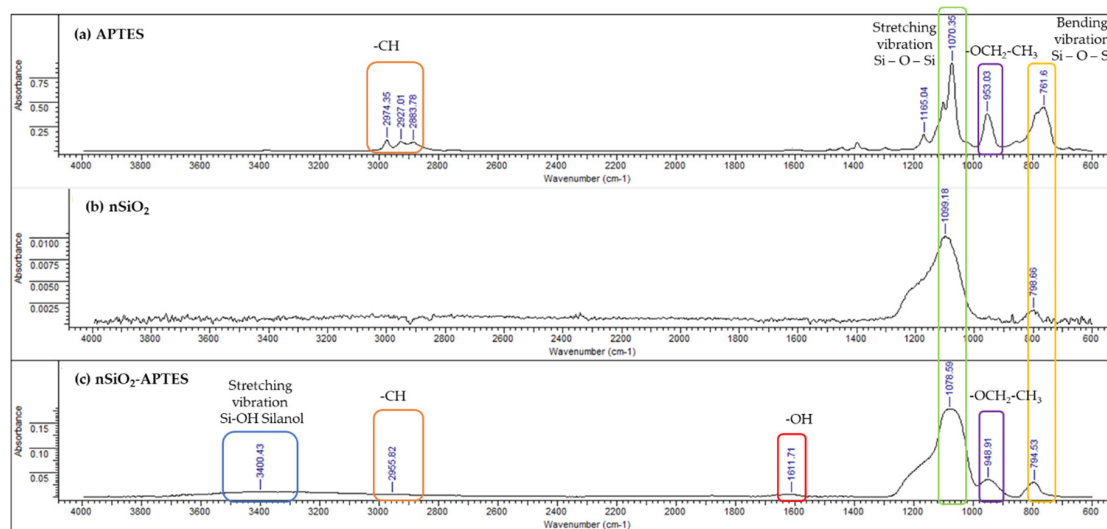 (a) APTES
-CH
Stretching
vibration
Si – O – Si
-OCH2-CH3
Bending
vibration
Si – O – S
2974.35
2927.01
2883.78
1165.04
1070.35
953.03
761.6
Absorbance
0.75
0.50
0.25
4000 3800 3600 3400 3200 3000 2800 2600 2400 2200 2000 1800 1600 1400 1200 1000 800 600
Wavenumber (cm-1)
(b) nSiO2
1099.18
798.66
Absorbance
0.0100
0.0075
0.0050
0.0025
4000 3800 3600 3400 3200 3000 2800 2600 2400 2200 2000 1800 1600 1400 1200 1000 800 600
Wavenumber (cm-1)
(c) nSiO2-APTES
Stretching
vibration
Si-OH Silanol
-CH
-OH
-OCH2-CH3
3400.43
2955.82
1611.71
1078.59
948.91
794.53
Absorbance
0.15
0.10
0.05
4000 3800 3600 3400 3200 3000 2800 2600 2400 2200 2000 1800 1600 1400 1200 1000 800 600
Wavenumber (cm-1)